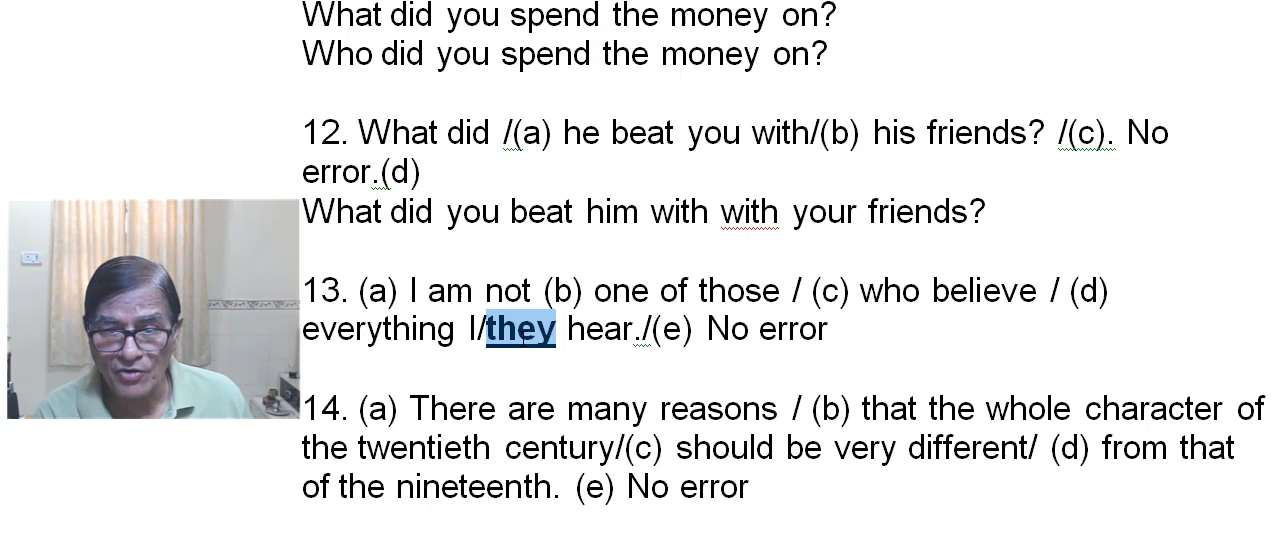 What did you spend the money on?
Who did you spend the money on?
12. What did /(a) he beat you with/(b) his friends? /(c). No
error.(d)
What did you beat him with with your friends?
13. (a) I am not (b) one of those / (c) who believe / (d)
everything I/they hear./(e) No error
14. (a) There are many reasons / (b) that the whole character of
the twentieth century/(c) should be very different/ (d) from that
of the nineteenth. (e) No error